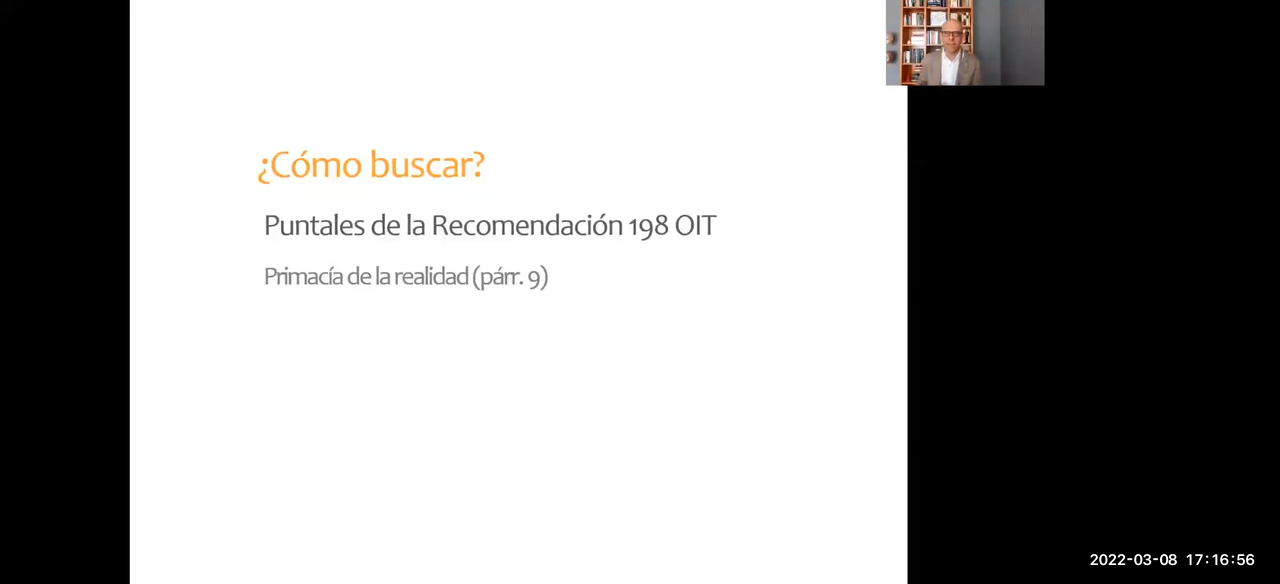 ¿Cómo buscar?
Puntales de la Recomendación 198 OIT
Primacía de la realidad (párr. 9)
2022-03-08 17:16:56